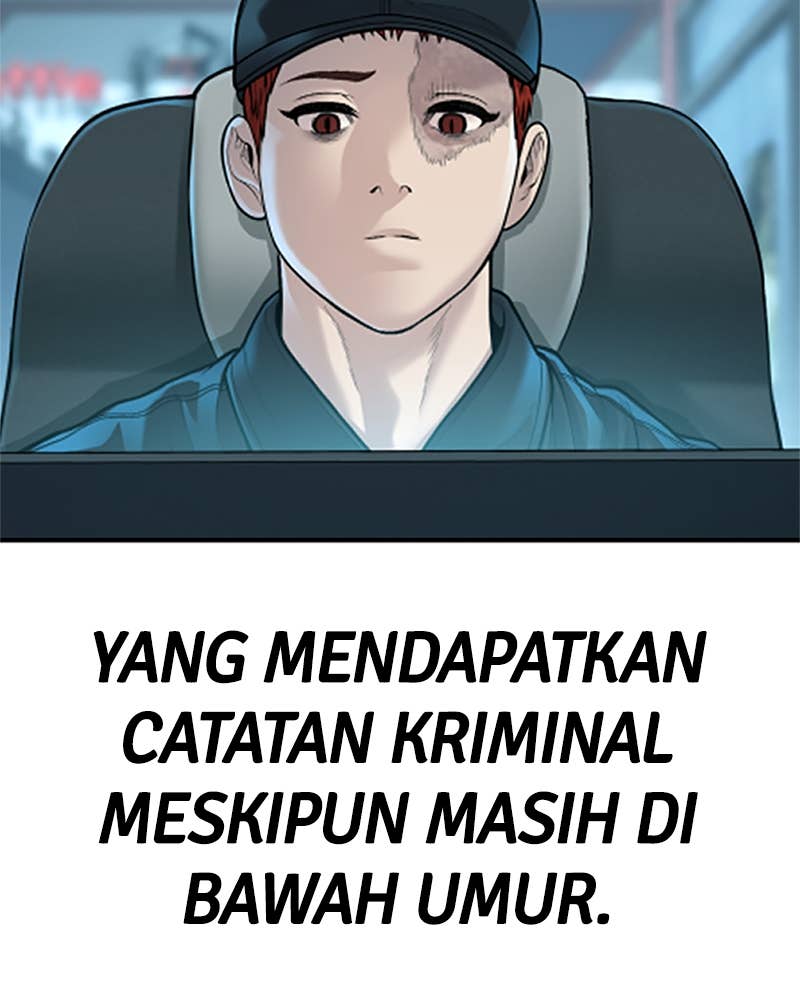 YANG MENDAPATKAN
CATATAN KRIMINAL
MESKIPUN MASIH DI
BAWAH UMUR.